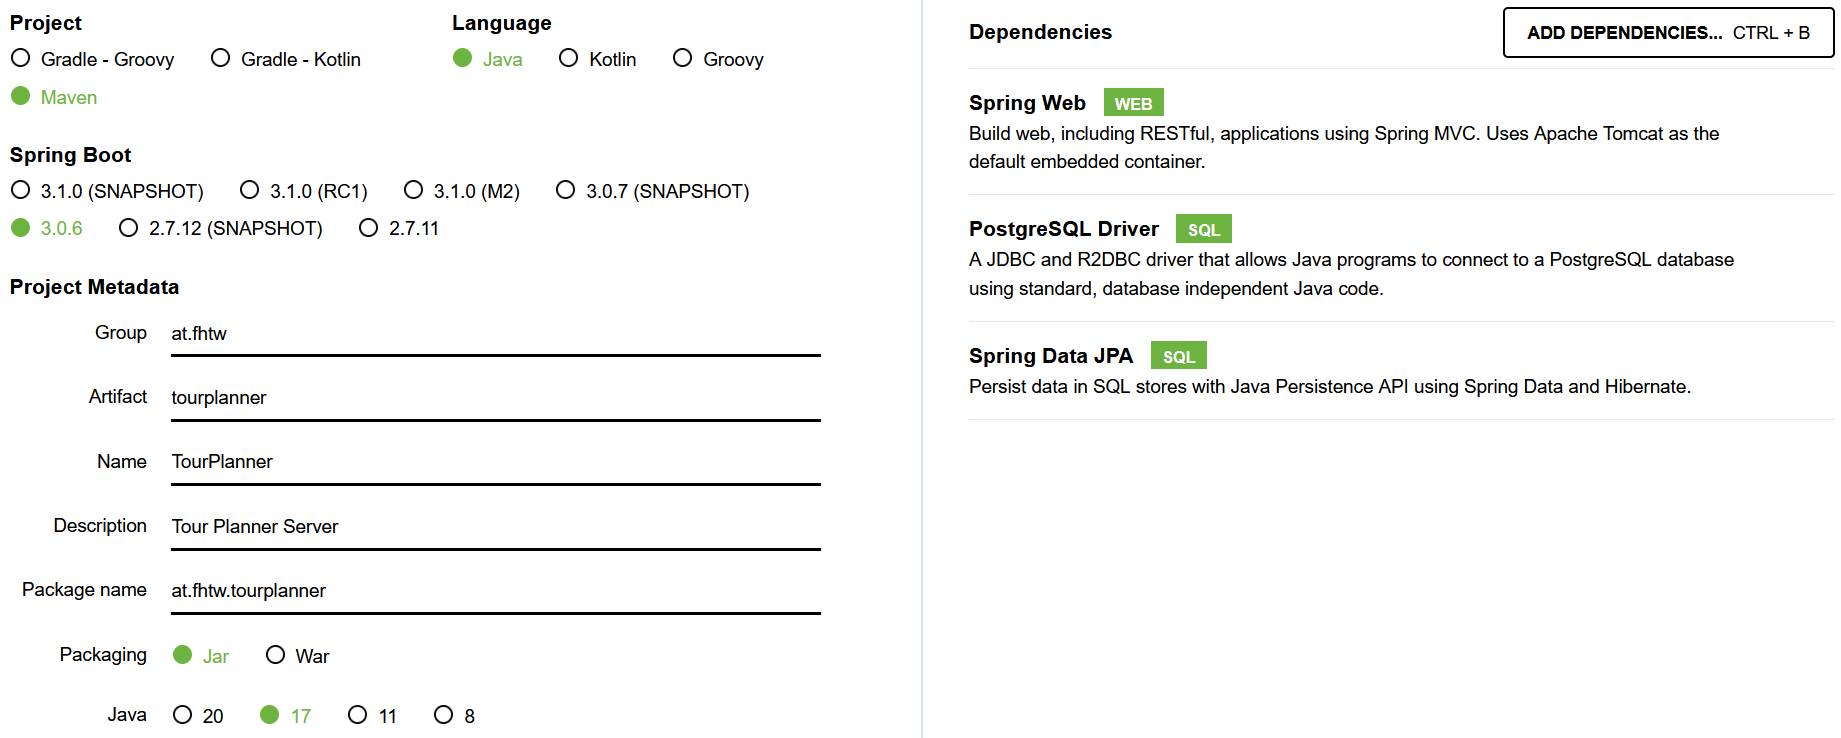 Project
Gradle - Groovy Gradle - Kotlin
Maven
Language
Java Kotlin Groovy
Spring Boot
3.1.0 (SNAPSHOT) 3.1.0 (RC1) 3.1.0 (M2) 3.0.7 (SNAPSHOT)
3.0.6 2.7.12 (SNAPSHOT) 2.7.11
Project Metadata
Group at.fhtw
Artifact tourplanner
Name TourPlanner
Description Tour Planner Server
Package name at.fhtw.tourplanner
Packaging Jar War
Java 20 17 11 8
Dependencies
ADD DEPENDENCIES... CTRL + B
Spring Web WEB
Build web, including RESTful, applications using Spring MVC. Uses Apache Tomcat as the
default embedded container.
PostgreSQL Driver SQL
A JDBC and R2DBC driver that allows Java programs to connect to a PostgreSQL database
using standard, database independent Java code.
Spring Data JPA SQL
Persist data in SQL stores with Java Persistence API using Spring Data and Hibernate.